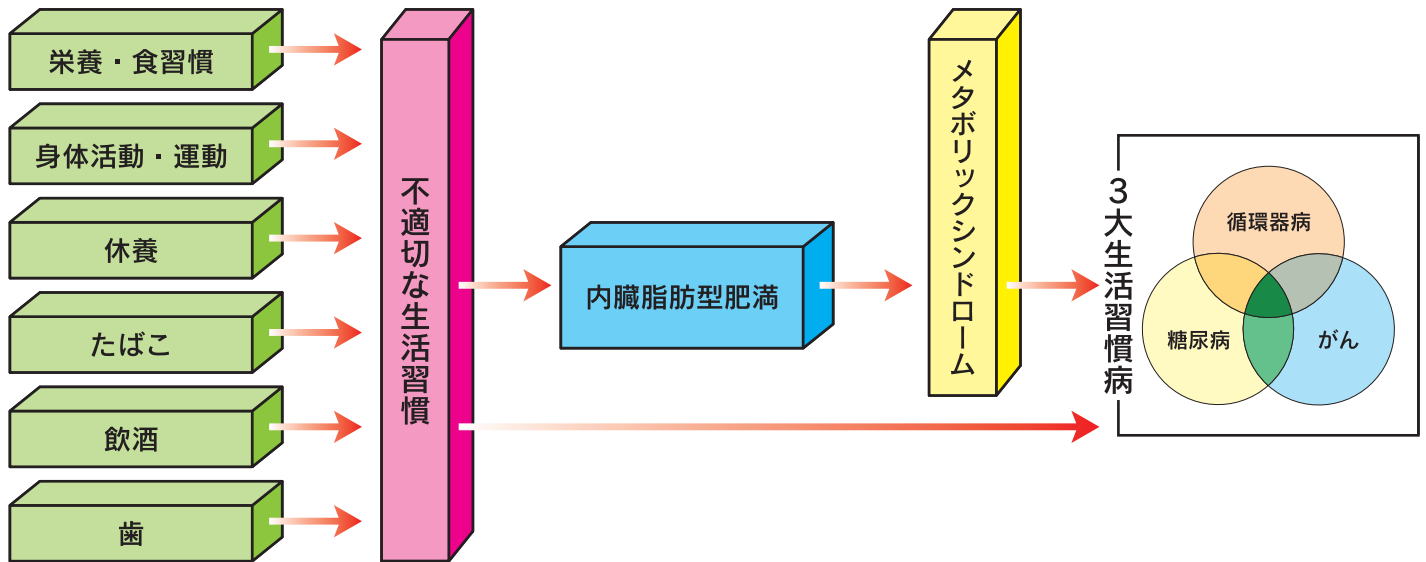 栄養・食習慣
身体活動・運動
休養
たばこ
飲酒
歯
不適切な生活習慣
内臓脂肪型肥満
メタボリックシンドローム
3大生活習慣病
循環器病
糖尿病
がん